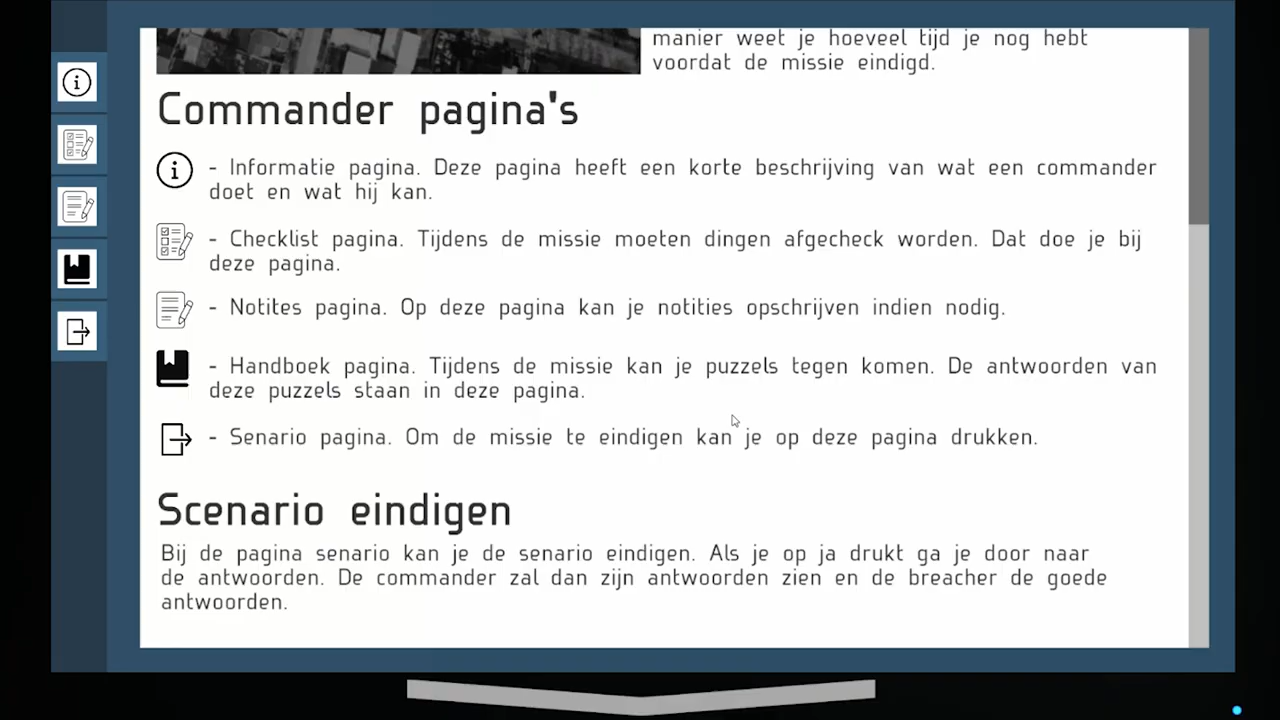 manier weet je hoeveel tijd je nog hebt
voordat de missie eindigd.
Commander pagina's
- Informatie pagina. Deze pagina heeft een korte beschrijving van wat een commander
doet en wat hij kan.
- Checklist pagina. Tijdens de missie moeten dingen afgecheck worden. Dat doe je bij
deze pagina.
- Notites pagina. Op deze pagina kan je notities opschrijven indien nodig.
- Handboek pagina. Tijdens de missie kan je puzzels tegen komen. De antwoorden van
deze puzzels staan in deze pagina.
- Senario pagina. Om de missie te eindigen kan je op deze pagina drukken.
Scenario eindigen
Bij de pagina senario kan je de senario eindigen. Als je op ja drukt ga je door naar
de antwoorden. De commander zal dan zijn antwoorden zien en de breacher de goede
antwoorden.